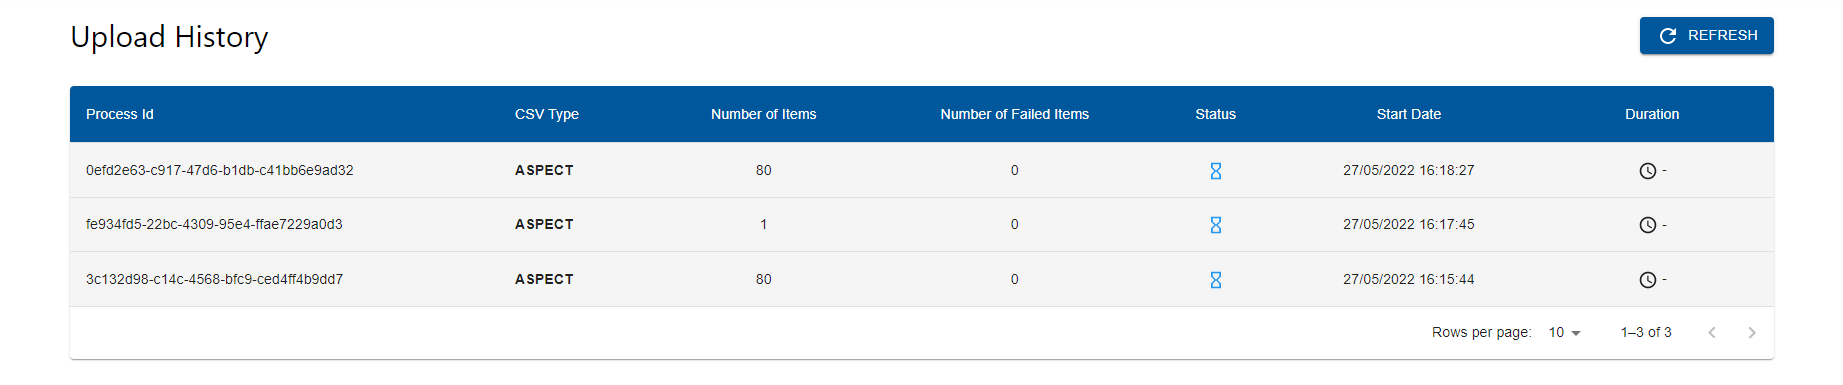 Upload History
REFRESH
Process Id CSV Type Number of Items Number of Failed Items Status Start Date Duration
0efd2e63-c917-47d6-b1db-c41bb6e9ad32 ASPECT 80 0 27/05/2022 16:18:27 -
fe934fd5-22bc-4309-95e4-ffae7229a0d3 ASPECT 1 0 27/05/2022 16:17:45 -
3c132d98-c14c-4568-bfc9-ced4ff4b9dd7 ASPECT 80 0 27/05/2022 16:15:44 -
Rows per page: 10 1–3 of 3